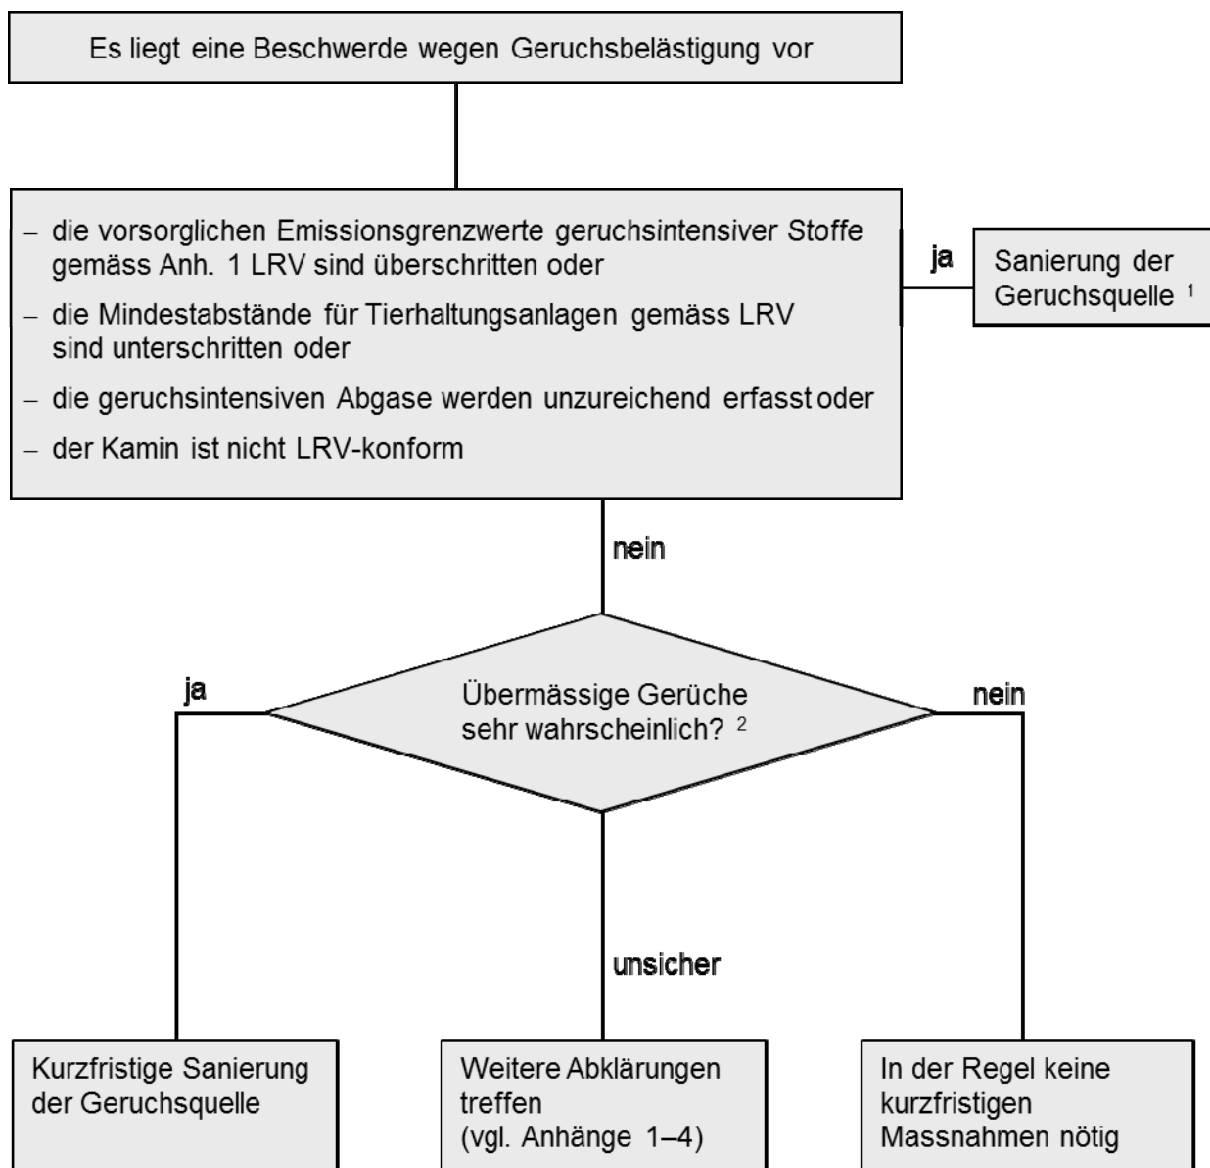 Es liegt eine Beschwerde wegen Geruchsbelästigung vor
– die vorsorglichen Emissionsgrenzwerte geruchsintensiver Stoffe
gemäss Anh. 1 LRV sind überschritten oder
– die Mindestabstände für Tierhaltungsanlagen gemäss LRV
sind unterschritten oder
– die geruchsintensiven Abgase werden unzureichend erfasst oder
– der Kamin ist nicht LRV-konform
ja
Sanierung der
Geruchsquelle ¹
nein
ja
Übermässige Gerüche
sehr wahrscheinlich? ²
nein
unsicher
Kurzfristige Sanierung
der Geruchsquelle
Weitere Abklärungen
treffen
(vgl. Anhänge 1–4)
In der Regel keine
kurzfristigen
Massnahmen nötig